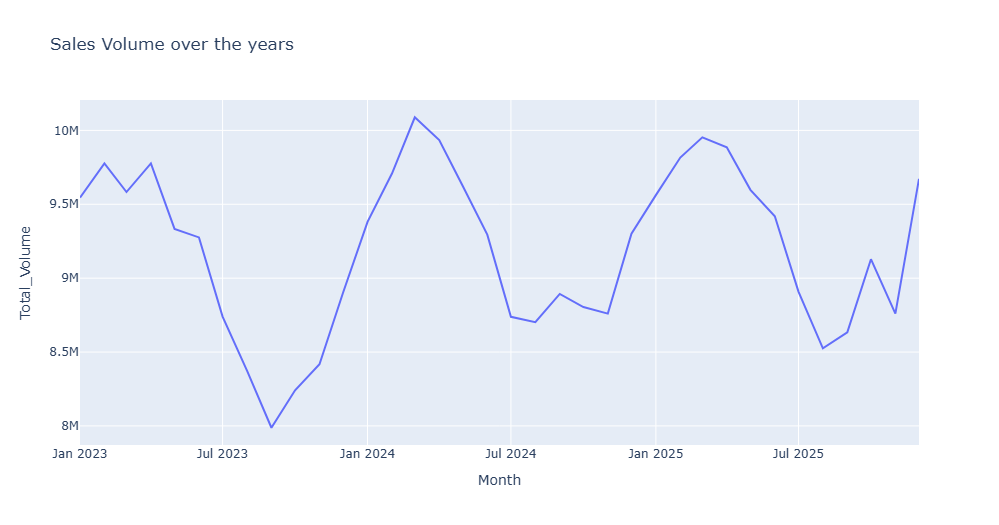 Sales Volume over the years
Total_Volume
10M
9.5M
9M
8.5M
8M
Jan 2023 Jul 2023 Jan 2024 Jul 2024 Jan 2025 Jul 2025
Month